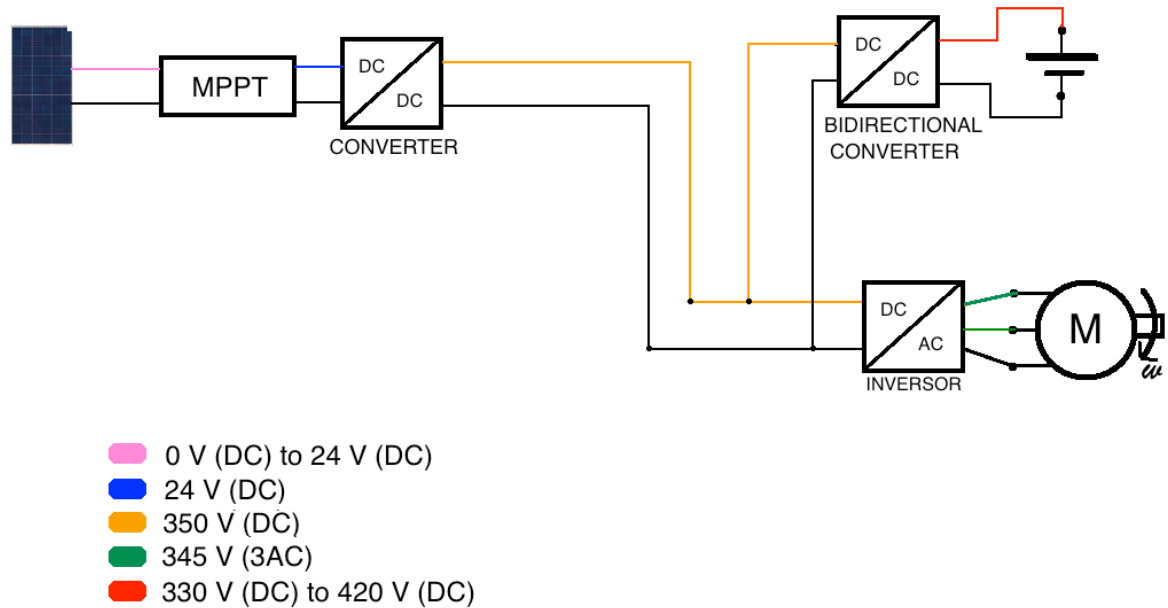 MPPT
DC
DC
CONVERTER
DC
DC
BIDIRECTIONAL
CONVERTER
DC
AC
INVERSOR
M
w
0 V (DC) to 24 V (DC)
24 V (DC)
350 V (DC)
345 V (3AC)
330 V (DC) to 420 V (DC)